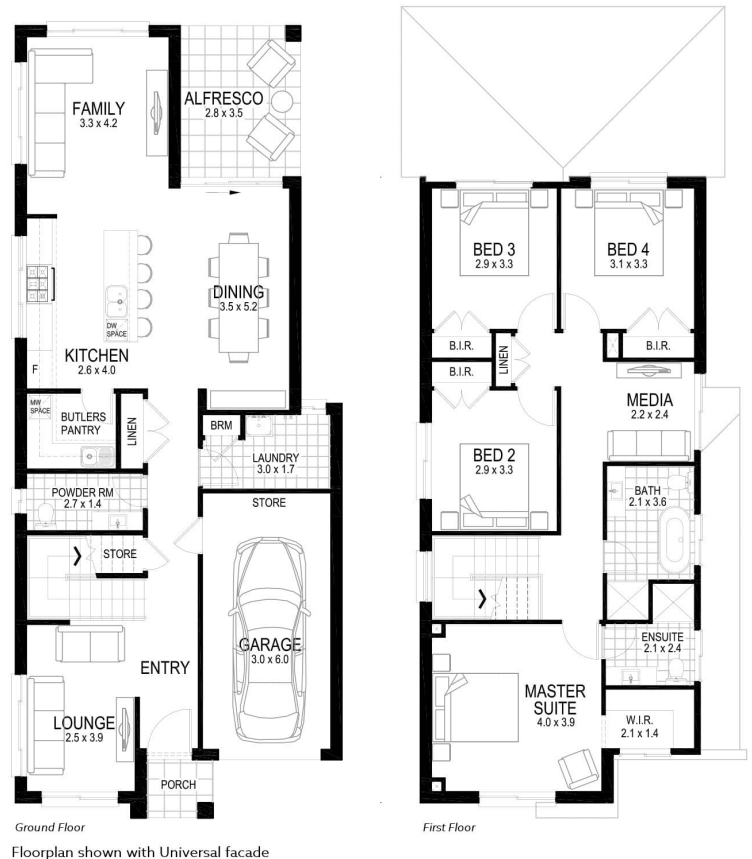 FAMILY
3.3 x 4.2
ALFRESCO
2.8 x 3.5
DINING
3.5 x 5.2
DW
SPACE
KITCHEN
2.6 x 4.0
F
MW
SPACE
BUTLERS
PANTRY
LINEN
BRM
LAUNDRY
3.0 x 1.7
POWDER RM
2.7 x 1.4
STORE
STORE
GARAGE
3.0 x 6.0
ENTRY
LOUNGE
2.5 x 3.9
PORCH
Ground Floor
BED 3
2.9 x 3.3
BED 4
3.1 x 3.3
B.I.R.
LINEN
B.I.R.
B.I.R.
MEDIA
2.2 x 2.4
BED 2
2.9 x 3.3
BATH
2.1 x 3.6
ENSUITE
2.1 x 2.4
MASTER
SUITE
4.0 x 3.9
W.I.R.
2.1 x 1.4
First Floor
Floorplan shown with Universal facade